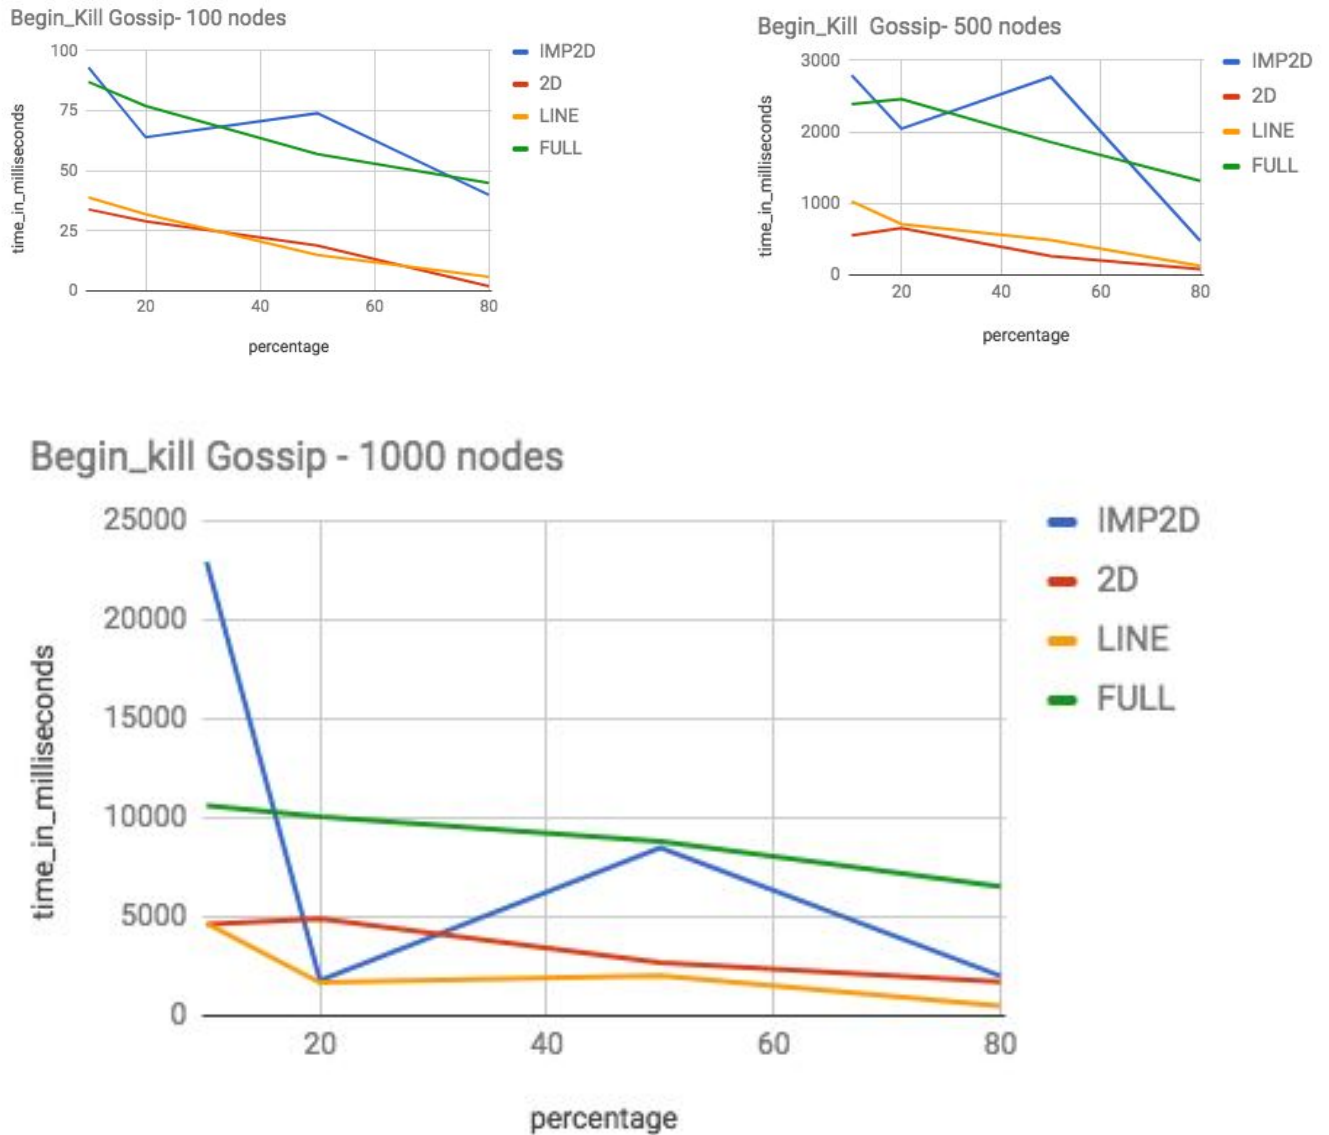 Begin_Kill Gossip- 100 nodes
time_in_milliseconds
100
75
50
25
0
20 40 60 80
percentage
IMP2D
2D
LINE
FULL
Begin_Kill Gossip- 500 nodes
time_in_milliseconds
3000
2000
1000
0
20 40 60 80
percentage
IMP2D
2D
LINE
FULL
Begin_kill Gossip - 1000 nodes
time_in_milliseconds
25000
20000
15000
10000
5000
0
20 40 60 80
percentage
IMP2D
2D
LINE
FULL